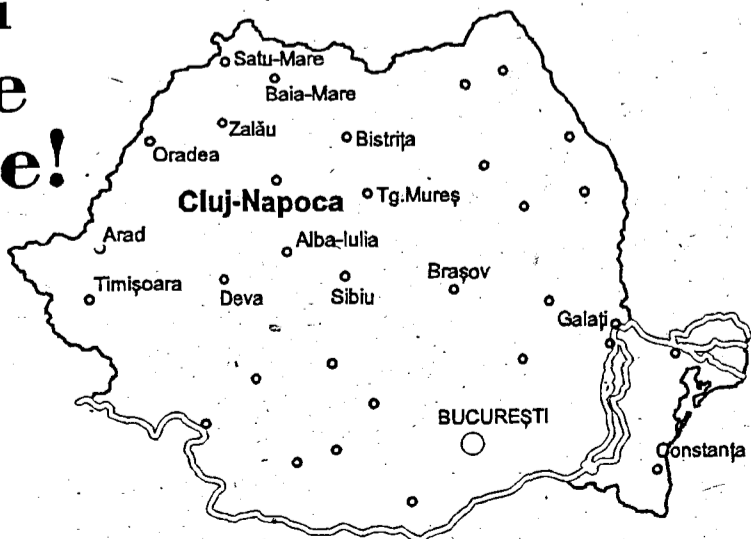 e
e!
Satu-Mare
Baia-Mare
Zalău
Bistrița
Oradea
Cluj-Napoca
Tg.Mureș
Arad
Alba-Iulia
Timișoara
Deva
Sibiu
Brașov
Galați
BUCUREȘTI
Constanța